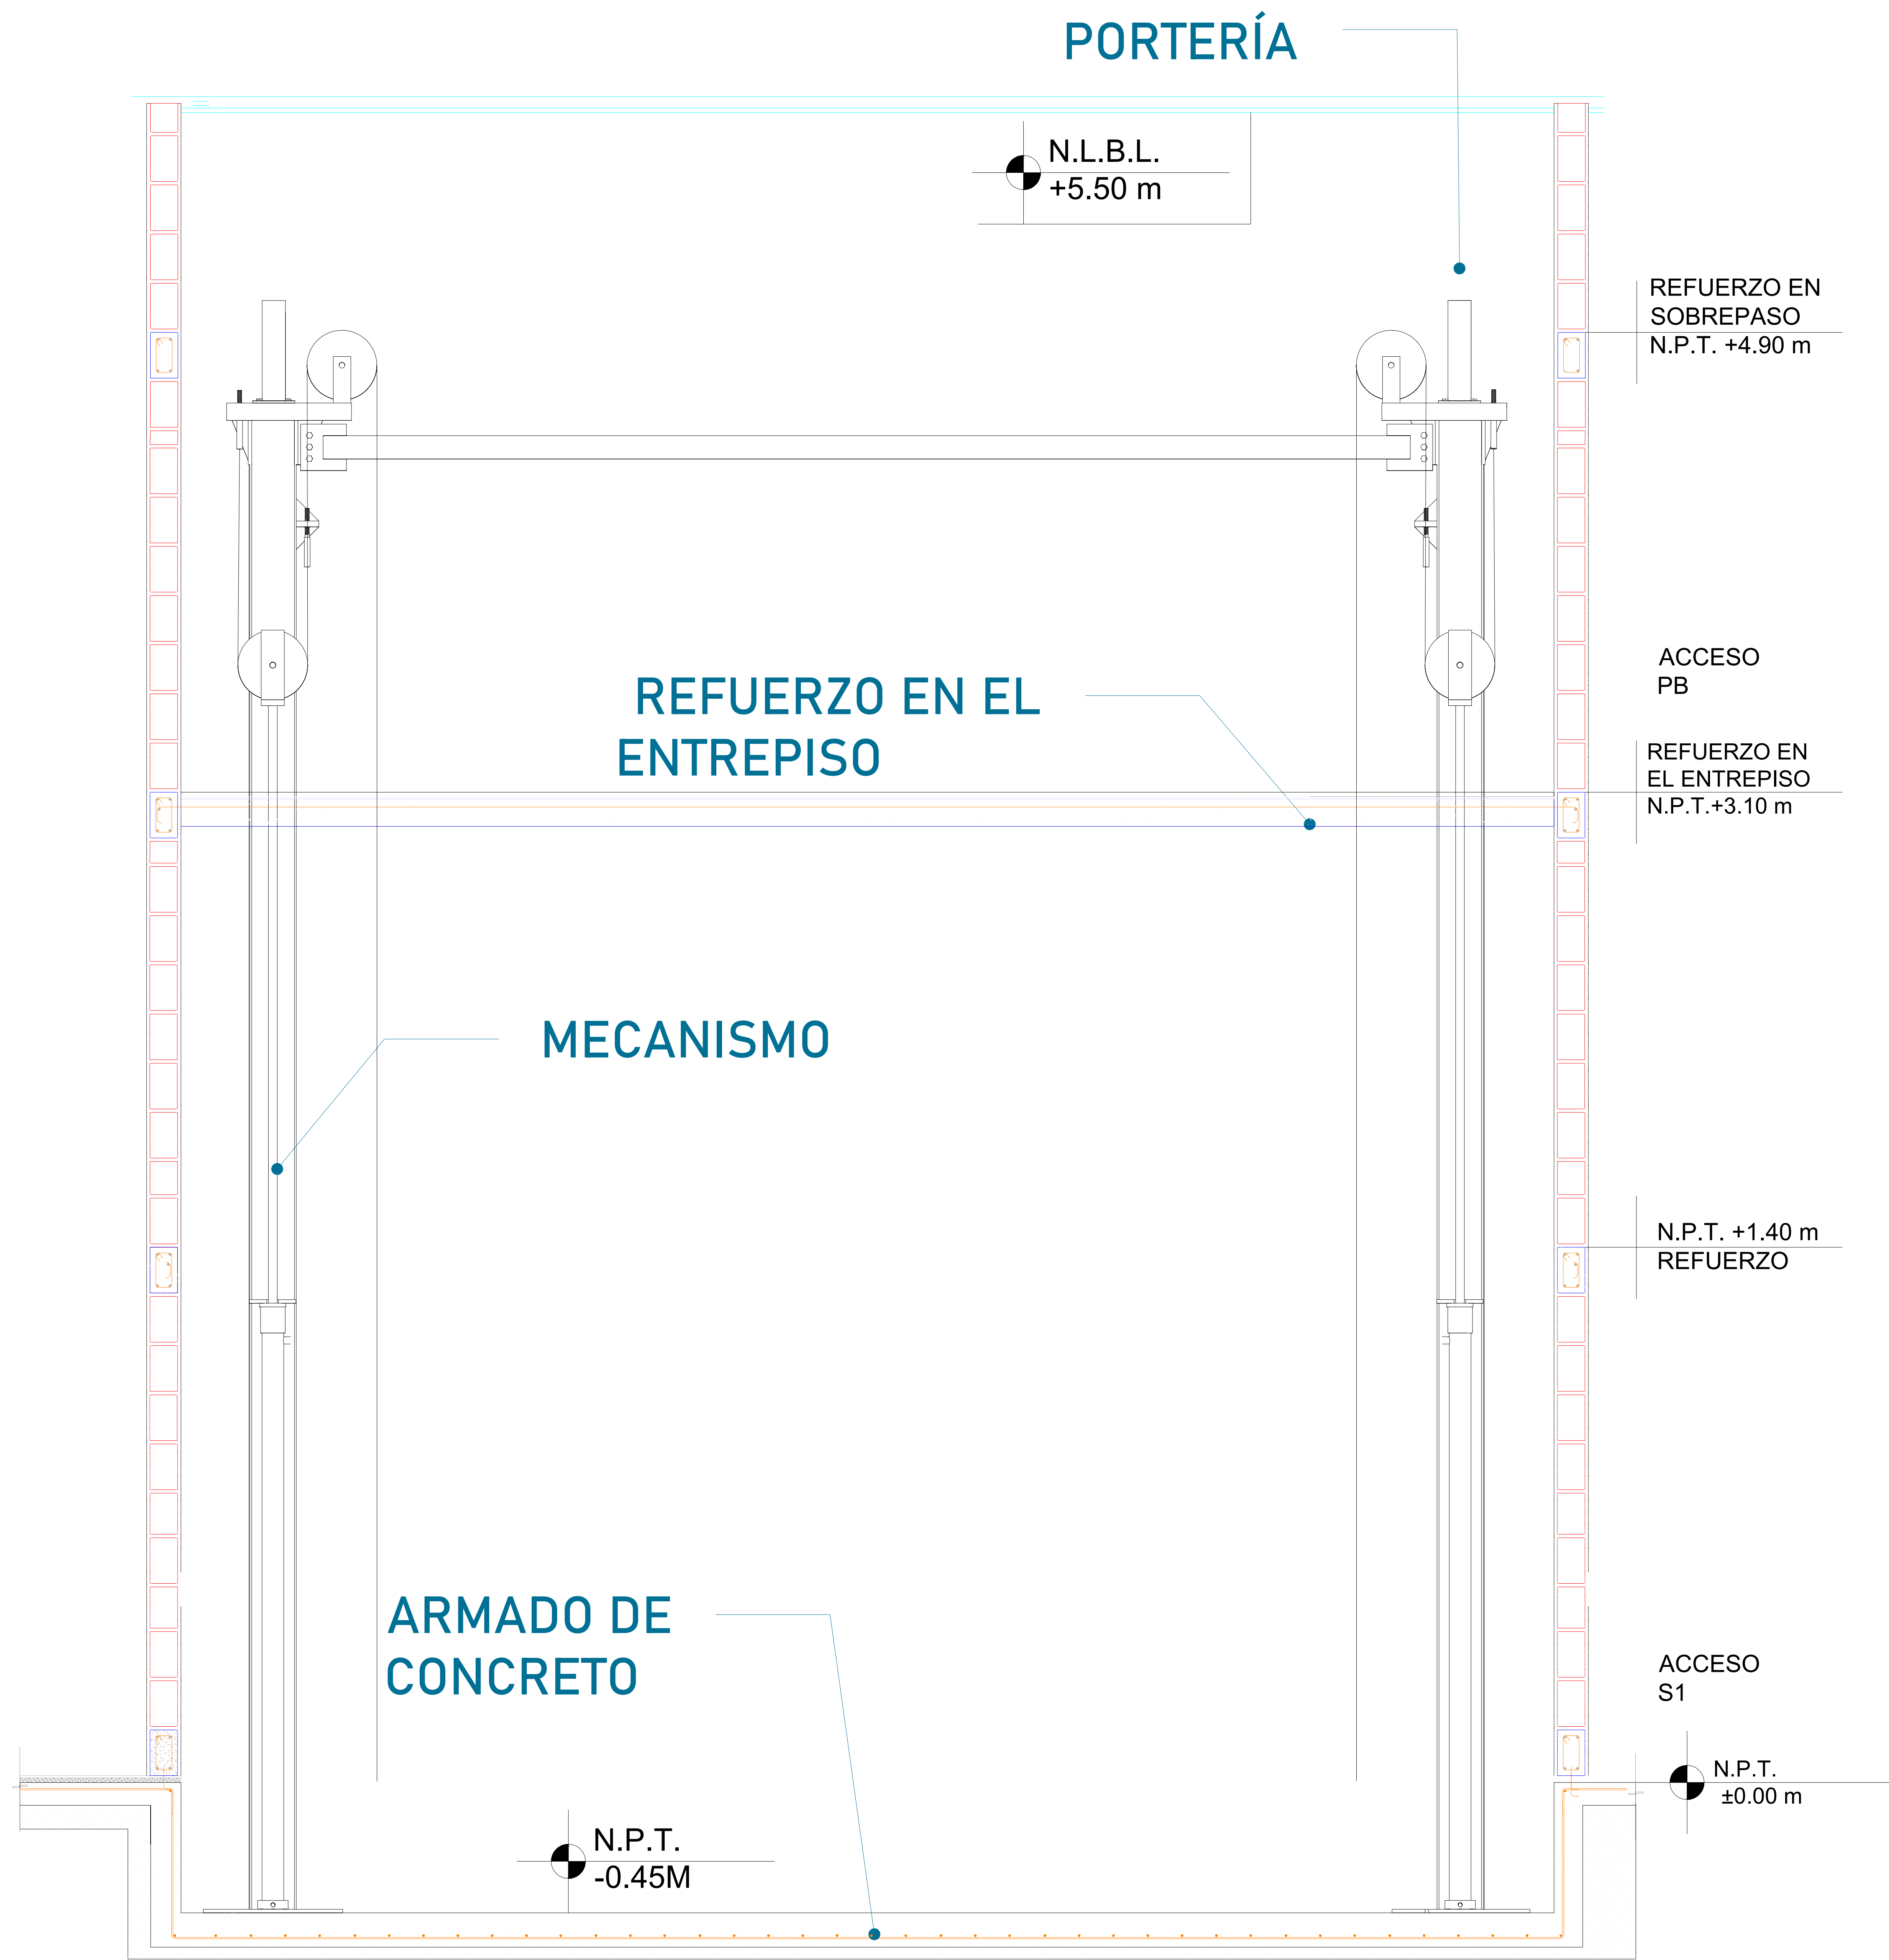 PORTERÍA
N.L.B.L.
+5.50 m
REFUERZO EN
SOBREPASO
N.P.T. +4.90 m
ACCESO
PB
REFUERZO EN EL
ENTREPISO
REFUERZO EN
EL ENTREPISO
N.P.T.+3.10 m
MECANISMO
N.P.T. +1.40 m
REFUERZO
ARMADO DE
CONCRETO
ACCESO
S1
N.P.T.
±0.00 m
N.P.T.
-0.45M